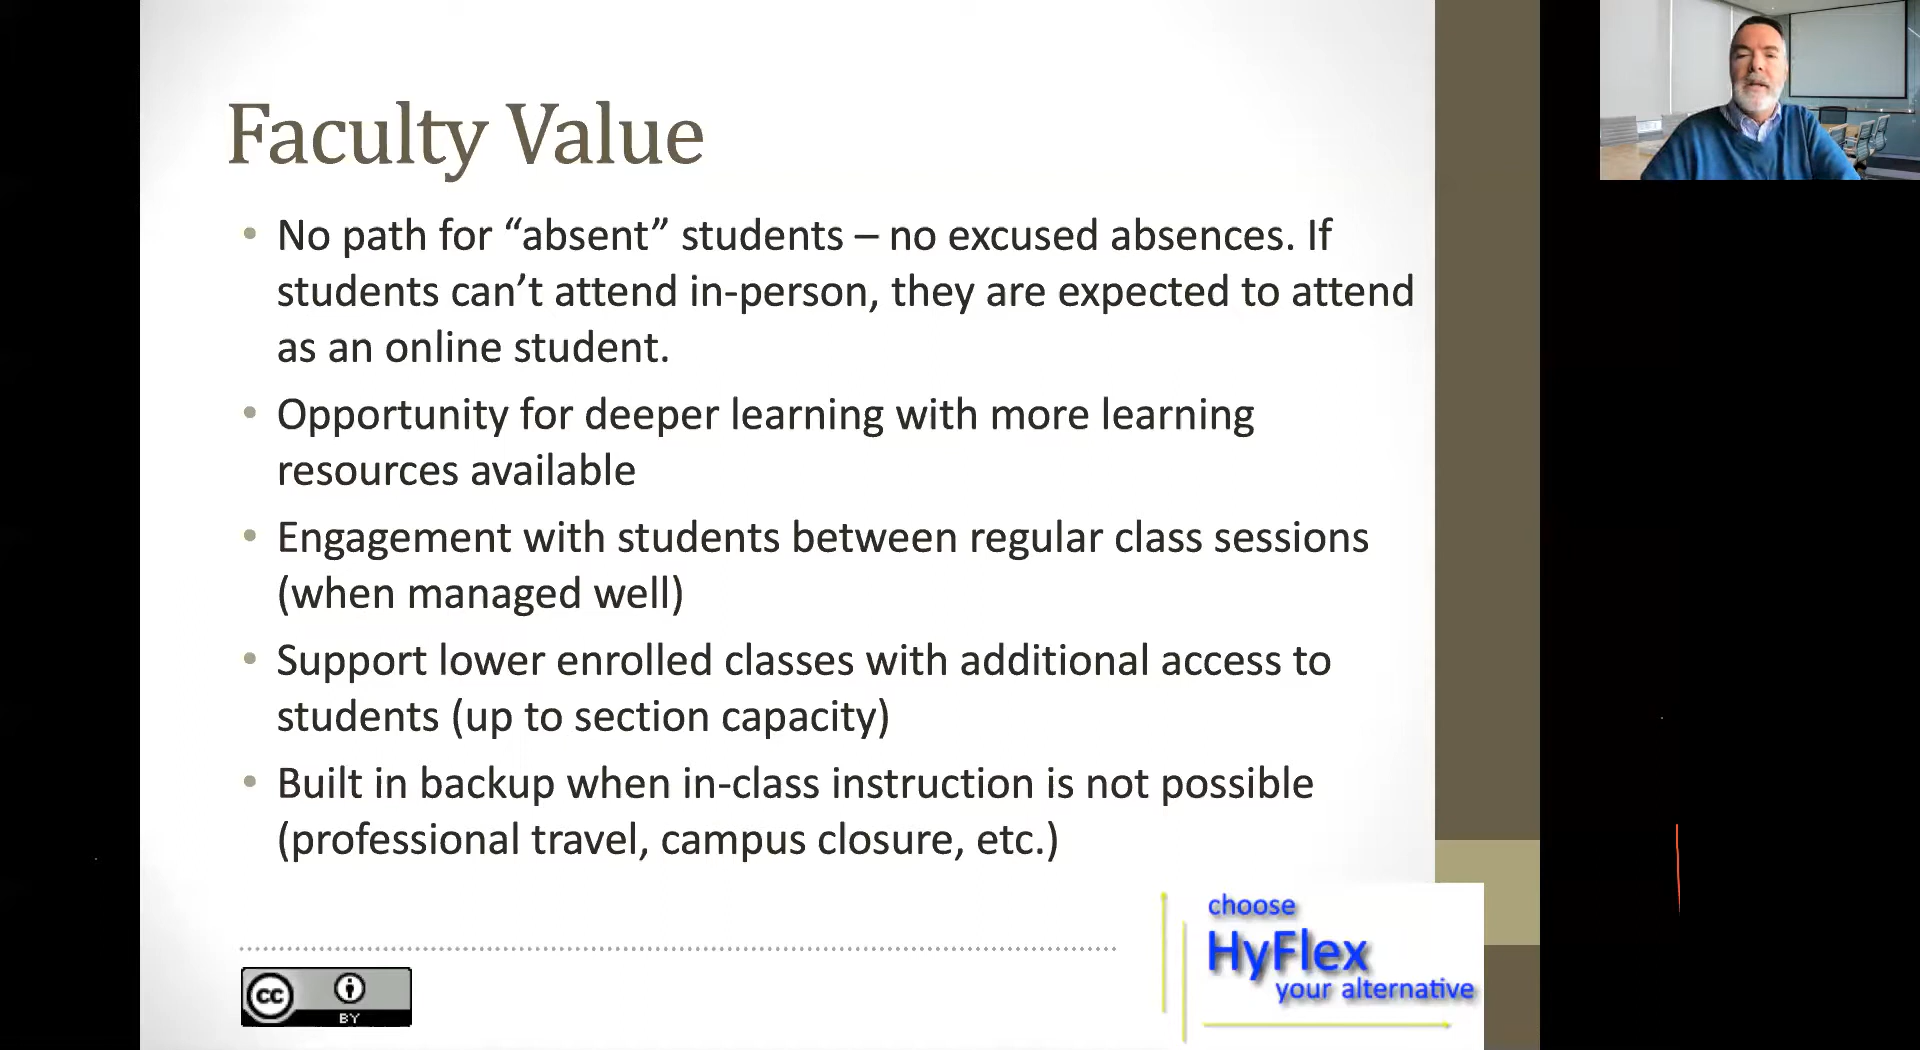 Faculty Value
• No path for “absent” students – no excused absences. If
students can’t attend in-person, they are expected to attend
as an online student.
• Opportunity for deeper learning with more learning
resources available
• Engagement with students between regular class sessions
(when managed well)
• Support lower enrolled classes with additional access to
students (up to section capacity)
• Built in backup when in-class instruction is not possible
(professional travel, campus closure, etc.)
choose
HyFlex
your alternative
cc
BY